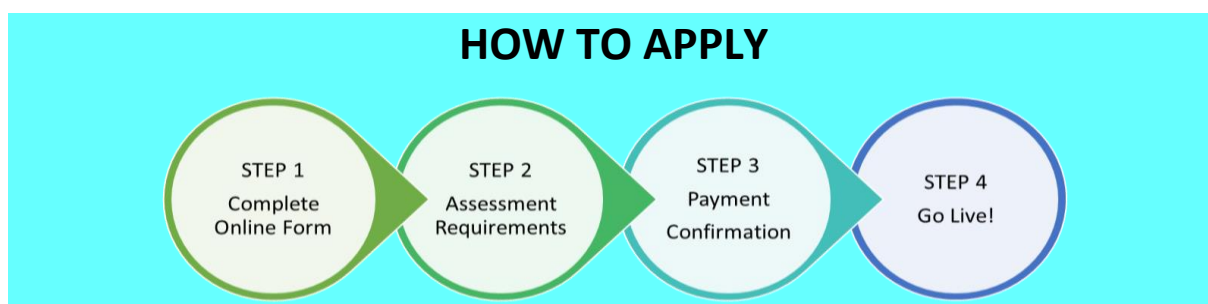 HOW TO APPLY
STEP 1
Complete
Online Form
STEP 2
Assessment
Requirements
STEP 3
Payment
Confirmation
STEP 4
Go Live!